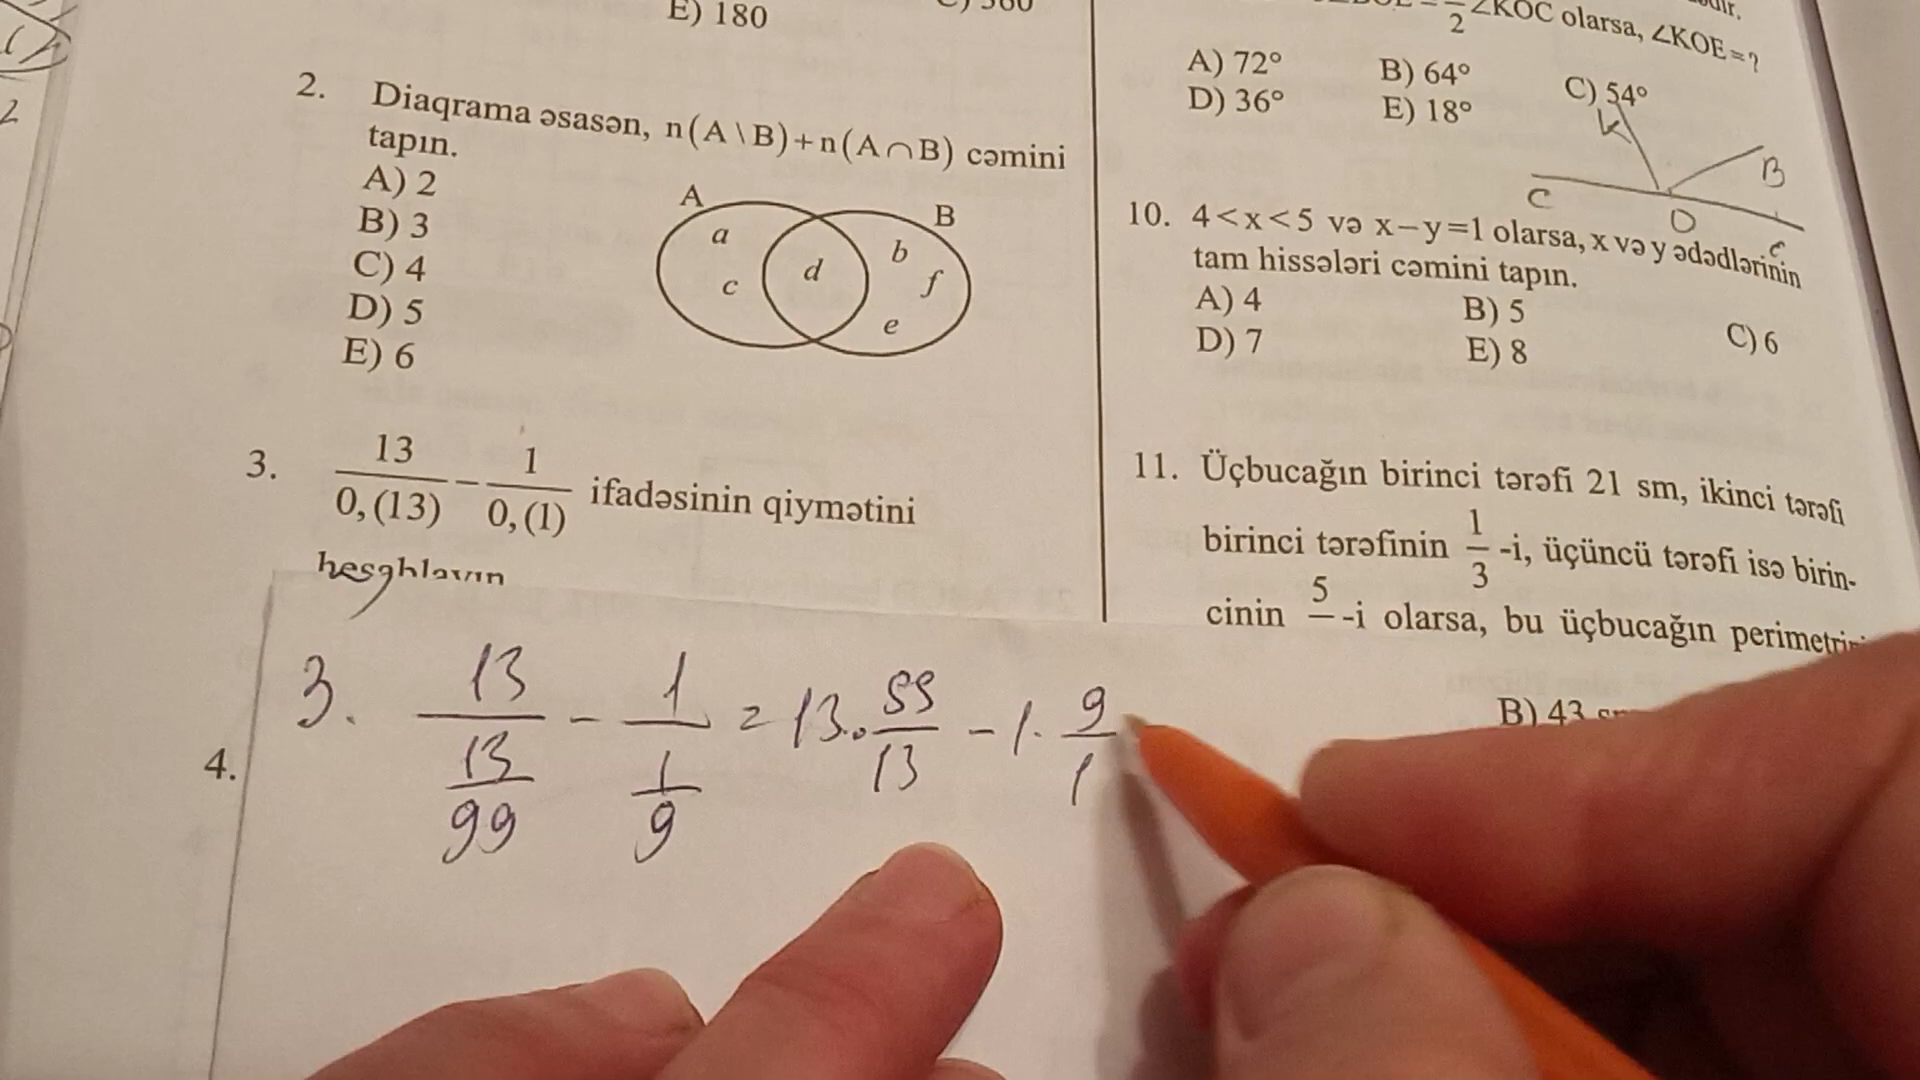 E) 180
2. Diaqrama əsasən, n(A \ B)+n(A∩B) cəmini
tapın.
A) 2
B) 3
C) 4
D) 5
E) 6
A B
a b
d
c f
e
3. 13/0,(13) − 1/0,(1) ifadəsinin qiymətini
3. 13/(13/99) − 1/(1/9) = 13·99/13 − 1·9/1
4.
2 ∠KOC olarsa, ∠KOE=?
A) 72° B) 64° C) 54°
D) 36° E) 18°
K
B
C O
10. 4<x<5 və x−y=1 olarsa, x və y ədədlərinin
tam hissələri cəmini tapın.
A) 4 B) 5 C) 6
D) 7 E) 8
11. Üçbucağın birinci tərəfi 21 sm, ikinci tərəfi
birinci tərəfinin 1/3 -i, üçüncü tərəfi isə birin-
cinin 5 -i olarsa, bu üçbucağın
B) 43